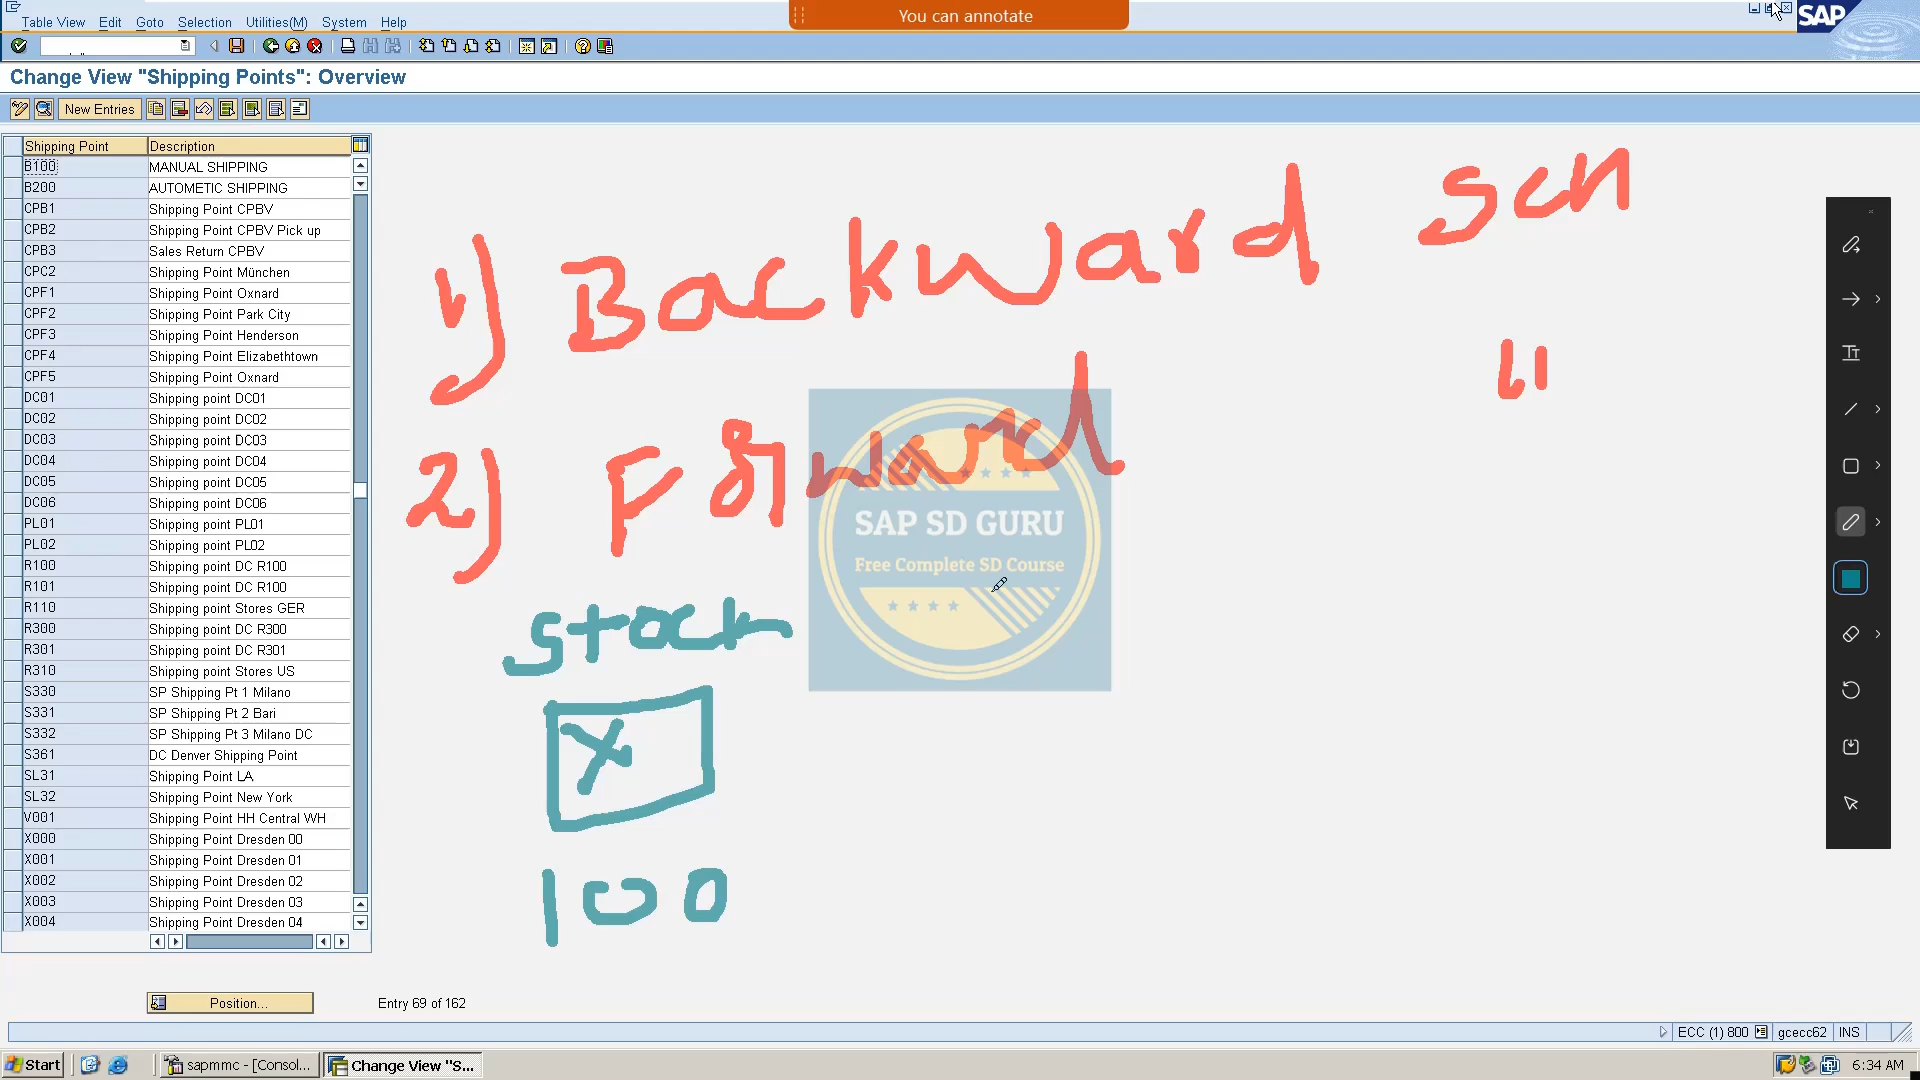 Table View Edit Goto Selection Utilities(M) System Help
You can annotate
SAP
Change View "Shipping Points": Overview
New Entries
Shipping Point Description
B100 MANUAL SHIPPING
B200 AUTOMETIC SHIPPING
CPB1 Shipping Point CPBV
CPB2 Shipping Point CPBV Pick up
CPB3 Sales Return CPBV
CPC2 Shipping Point München
CPF1 Shipping Point Oxnard
CPF2 Shipping Point Park City
CPF3 Shipping Point Henderson
CPF4 Shipping Point Elizabethtown
CPF5 Shipping Point Oxnard
DC01 Shipping point DC01
DC02 Shipping point DC02
DC03 Shipping point DC03
DC04 Shipping point DC04
DC05 Shipping point DC05
DC06 Shipping point DC06
PL01 Shipping point PL01
PL02 Shipping point PL02
R100 Shipping point DC R100
R101 Shipping point DC R100
R110 Shipping point Stores GER
R300 Shipping point DC R300
R301 Shipping point DC R301
R310 Shipping point Stores US
S330 SP Shipping Pt 1 Milano
S331 SP Shipping Pt 2 Bari
S332 SP Shipping Pt 3 Milano DC
S361 DC Denver Shipping Point
SL31 Shipping Point LA
SL32 Shipping Point New York
V001 Shipping Point HH Central WH
X000 Shipping Point Dresden 00
X001 Shipping Point Dresden 01
X002 Shipping Point Dresden 02
X003 Shipping Point Dresden 03
X004 Shipping Point Dresden 04
1) Backward sch
2) Forward "
SAP SD GURU
Free Complete SD Course
stock
X
100
Position... Entry 69 of 162
ECC (1) 800 gcecc62 INS
Start sapmmc - [Consol... Change View "S... 6:34 AM